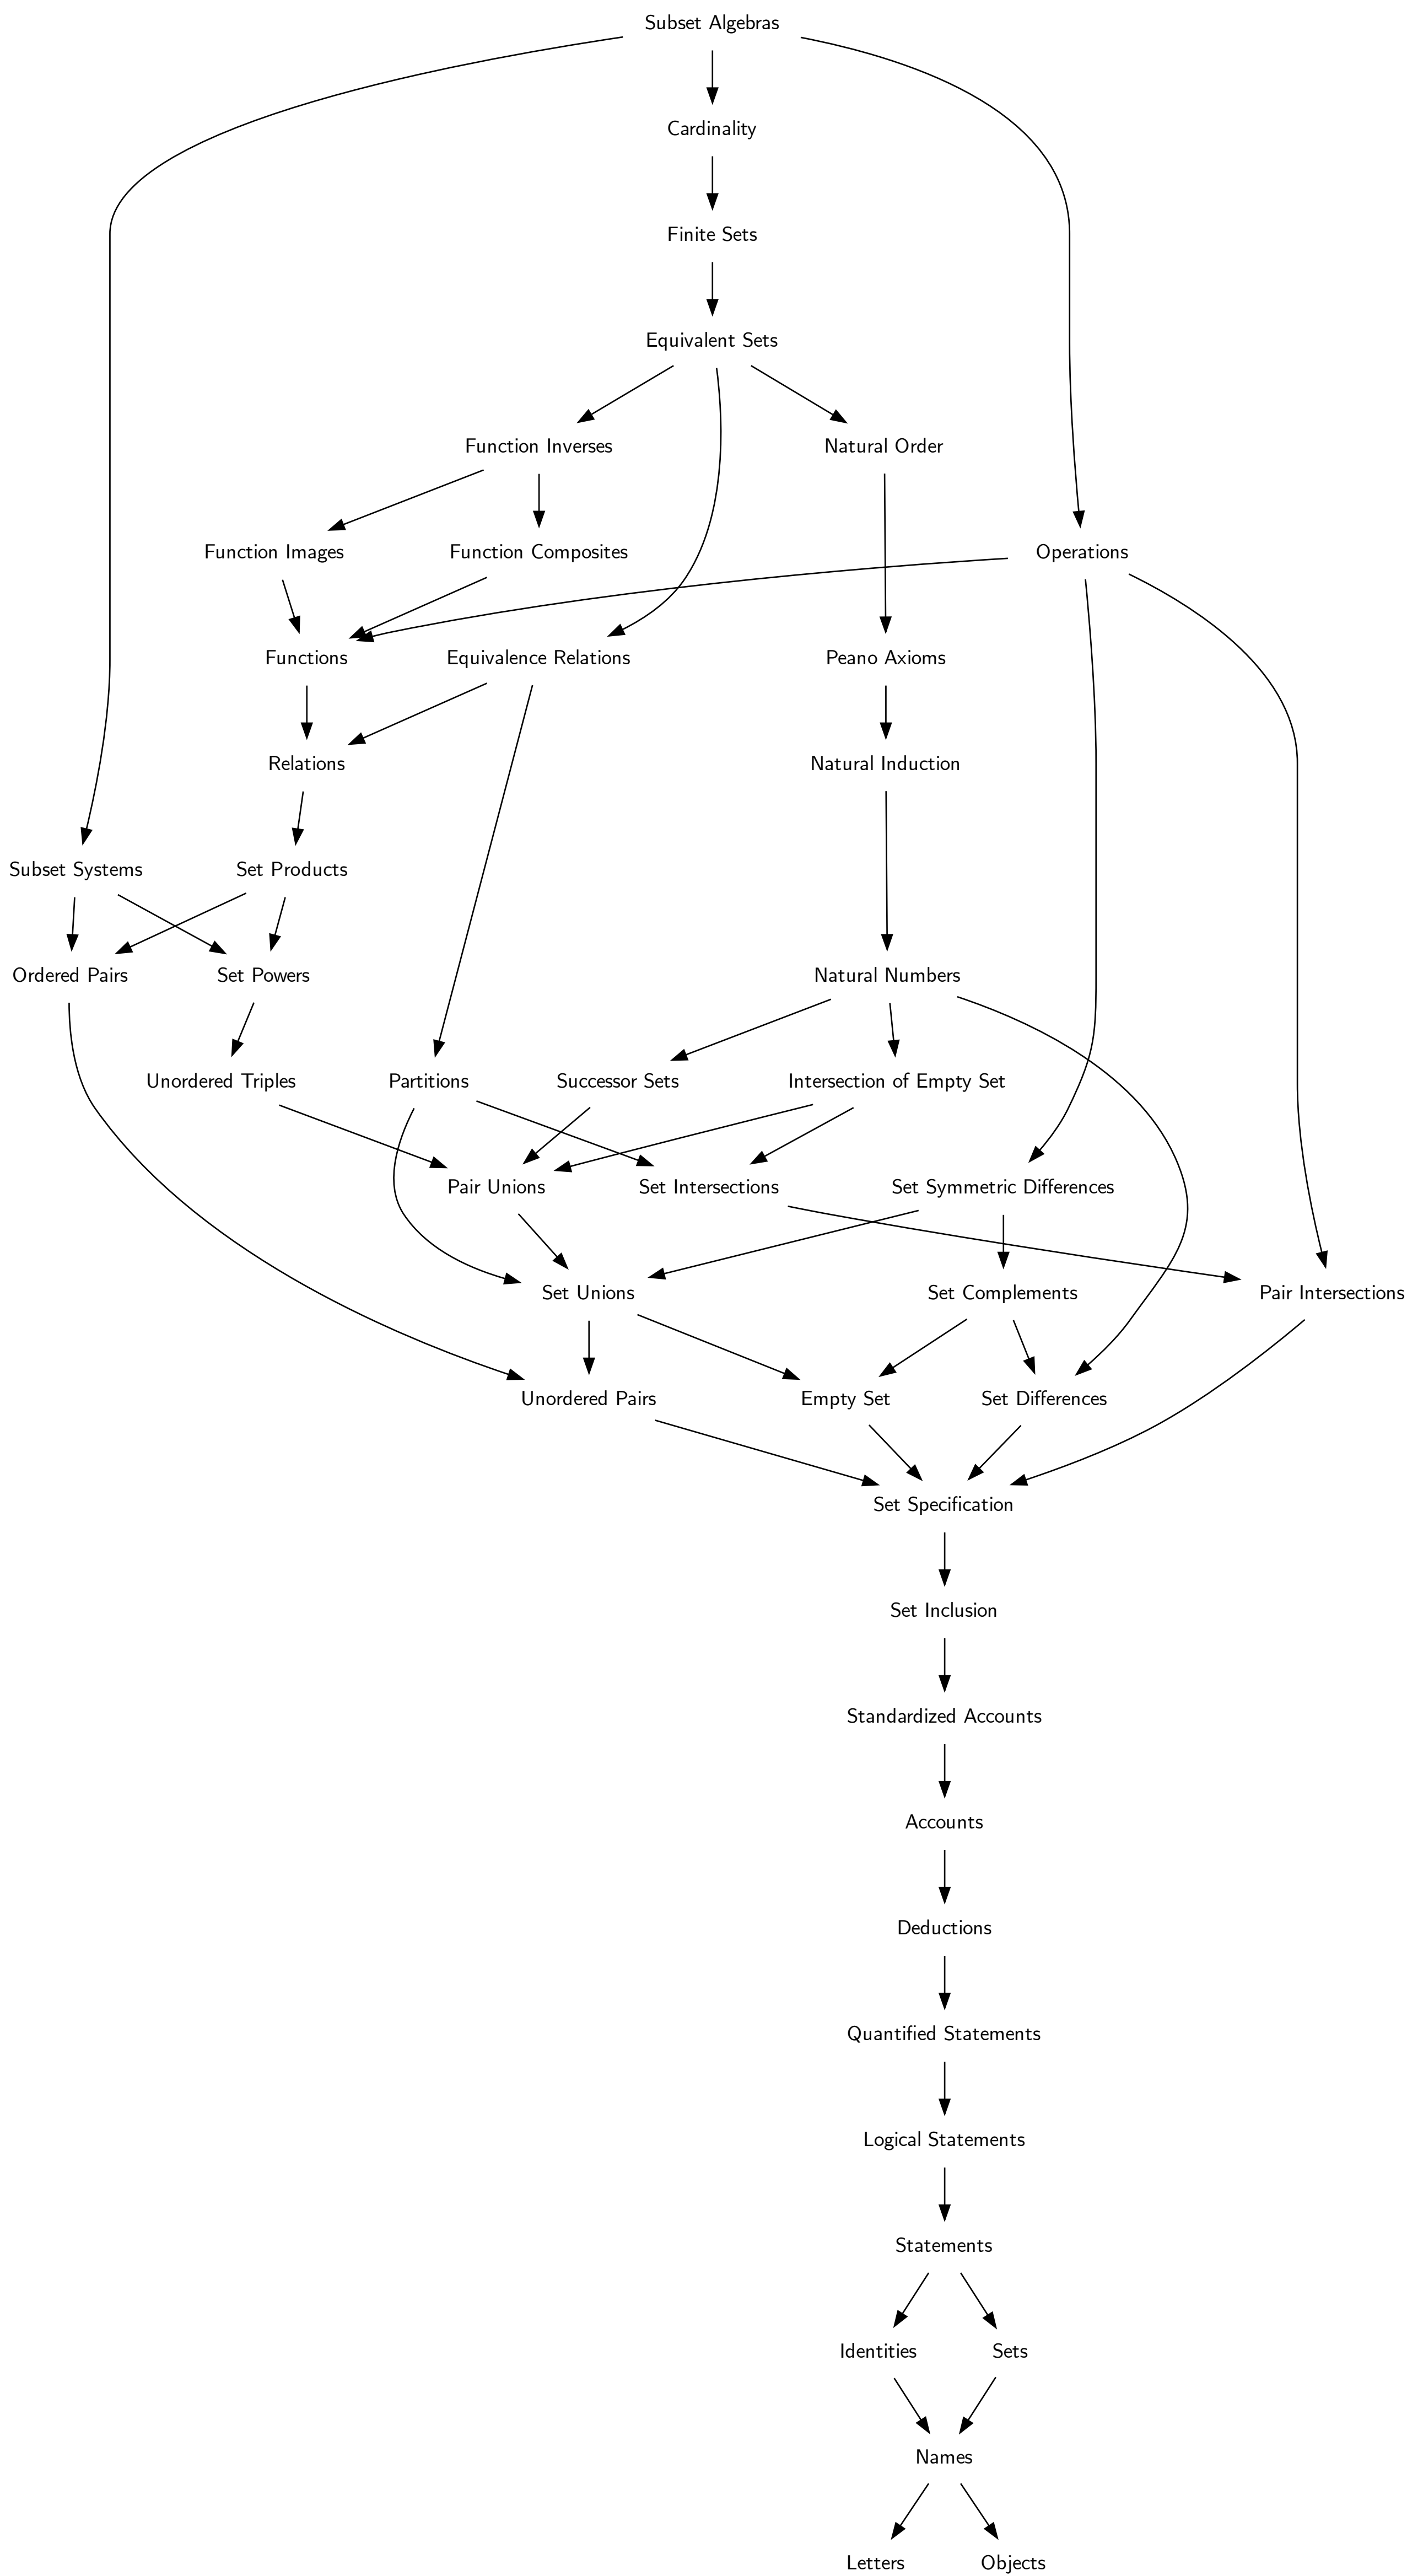 Subset Algebras
Cardinality
Finite Sets
Equivalent Sets
Function Inverses
Natural Order
Function Images
Function Composites
Operations
Functions
Equivalence Relations
Peano Axioms
Relations
Natural Induction
Subset Systems
Set Products
Ordered Pairs
Set Powers
Natural Numbers
Unordered Triples
Partitions
Successor Sets
Intersection of Empty Set
Pair Unions
Set Intersections
Set Symmetric Differences
Set Unions
Set Complements
Pair Intersections
Unordered Pairs
Empty Set
Set Differences
Set Specification
Set Inclusion
Standardized Accounts
Accounts
Deductions
Quantified Statements
Logical Statements
Statements
Identities
Sets
Names
Letters
Objects